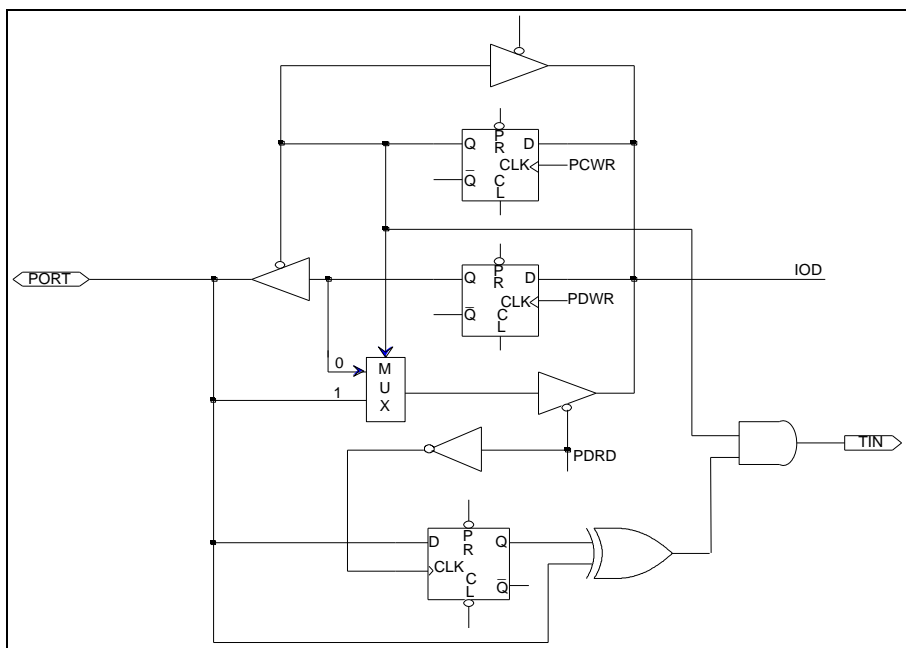 Q P R D
CLK PCWR
Q̅ C L
PORT
Q P R D
IOD
CLK PDWR
Q̅ C L
0 M U X
1
PDRD
TIN
D P R Q
CLK
C L Q̅